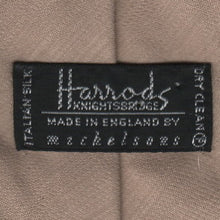 ITALIAN SILK
Harrods
KNIGHTSBRIDGE
MADE IN ENGLAND BY
michelsons
DRY CLEAN P